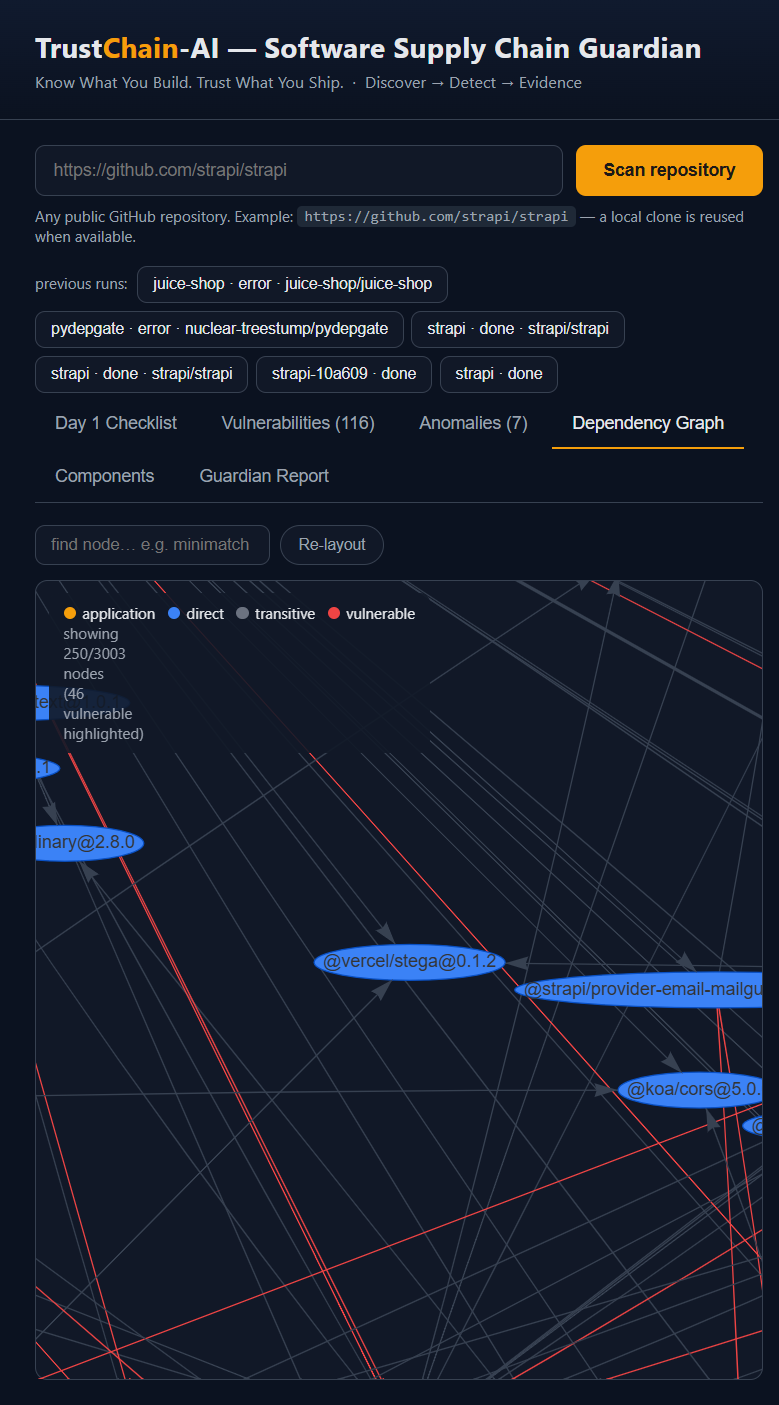 TrustChain-AI — Software Supply Chain Guardian
Know What You Build. Trust What You Ship. · Discover → Detect → Evidence
https://github.com/strapi/strapi
Scan repository
Any public GitHub repository. Example: https://github.com/strapi/strapi — a local clone is reused
when available.
previous runs: juice-shop · error · juice-shop/juice-shop
pydepgate · error · nuclear-treestump/pydepgate strapi · done · strapi/strapi
strapi · done · strapi/strapi strapi-10a609 · done strapi · done
Day 1 Checklist Vulnerabilities (116) Anomalies (7) Dependency Graph
Components Guardian Report
find node… e.g. minimatch Re-layout
application direct transitive vulnerable
showing
250/3003
nodes
(46
vulnerable
highlighted)
.1
linary@2.8.0
@vercel/stega@0.1.2
@strapi/provider-email-mailgu
@koa/cors@5.0.
@